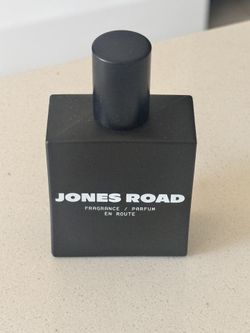 JONES ROAD
FRAGRANCE / PARFUM
EN ROUTE